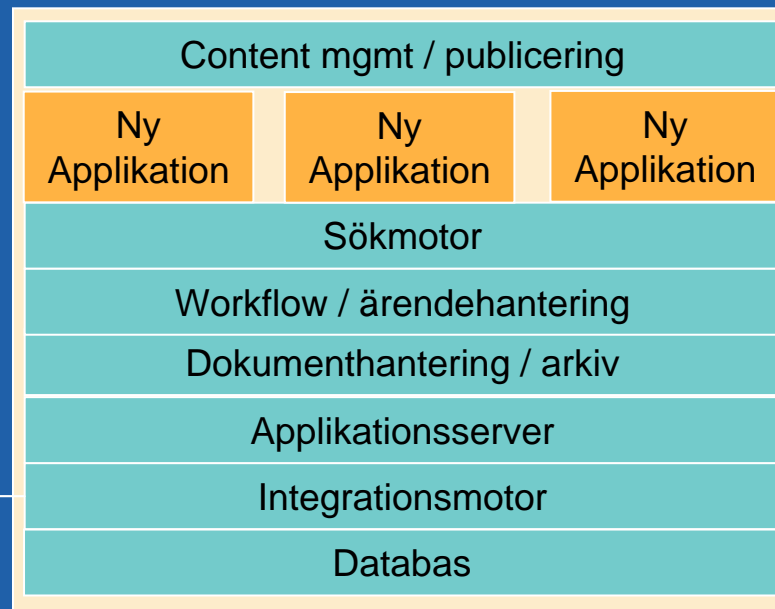 Content mgmt / publicering
Ny
Applikation
Ny
Applikation
Ny
Applikation
Sökmotor
Workflow / ärendehantering
Dokumenthantering / arkiv
Applikationsserver
Integrationsmotor
Databas